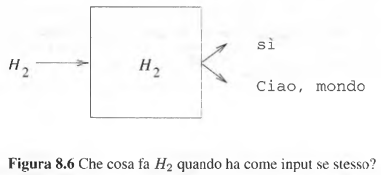 sì
H₂
H₂
Ciao, mondo
Figura 8.6 Che cosa fa H₂ quando ha come input se stesso?